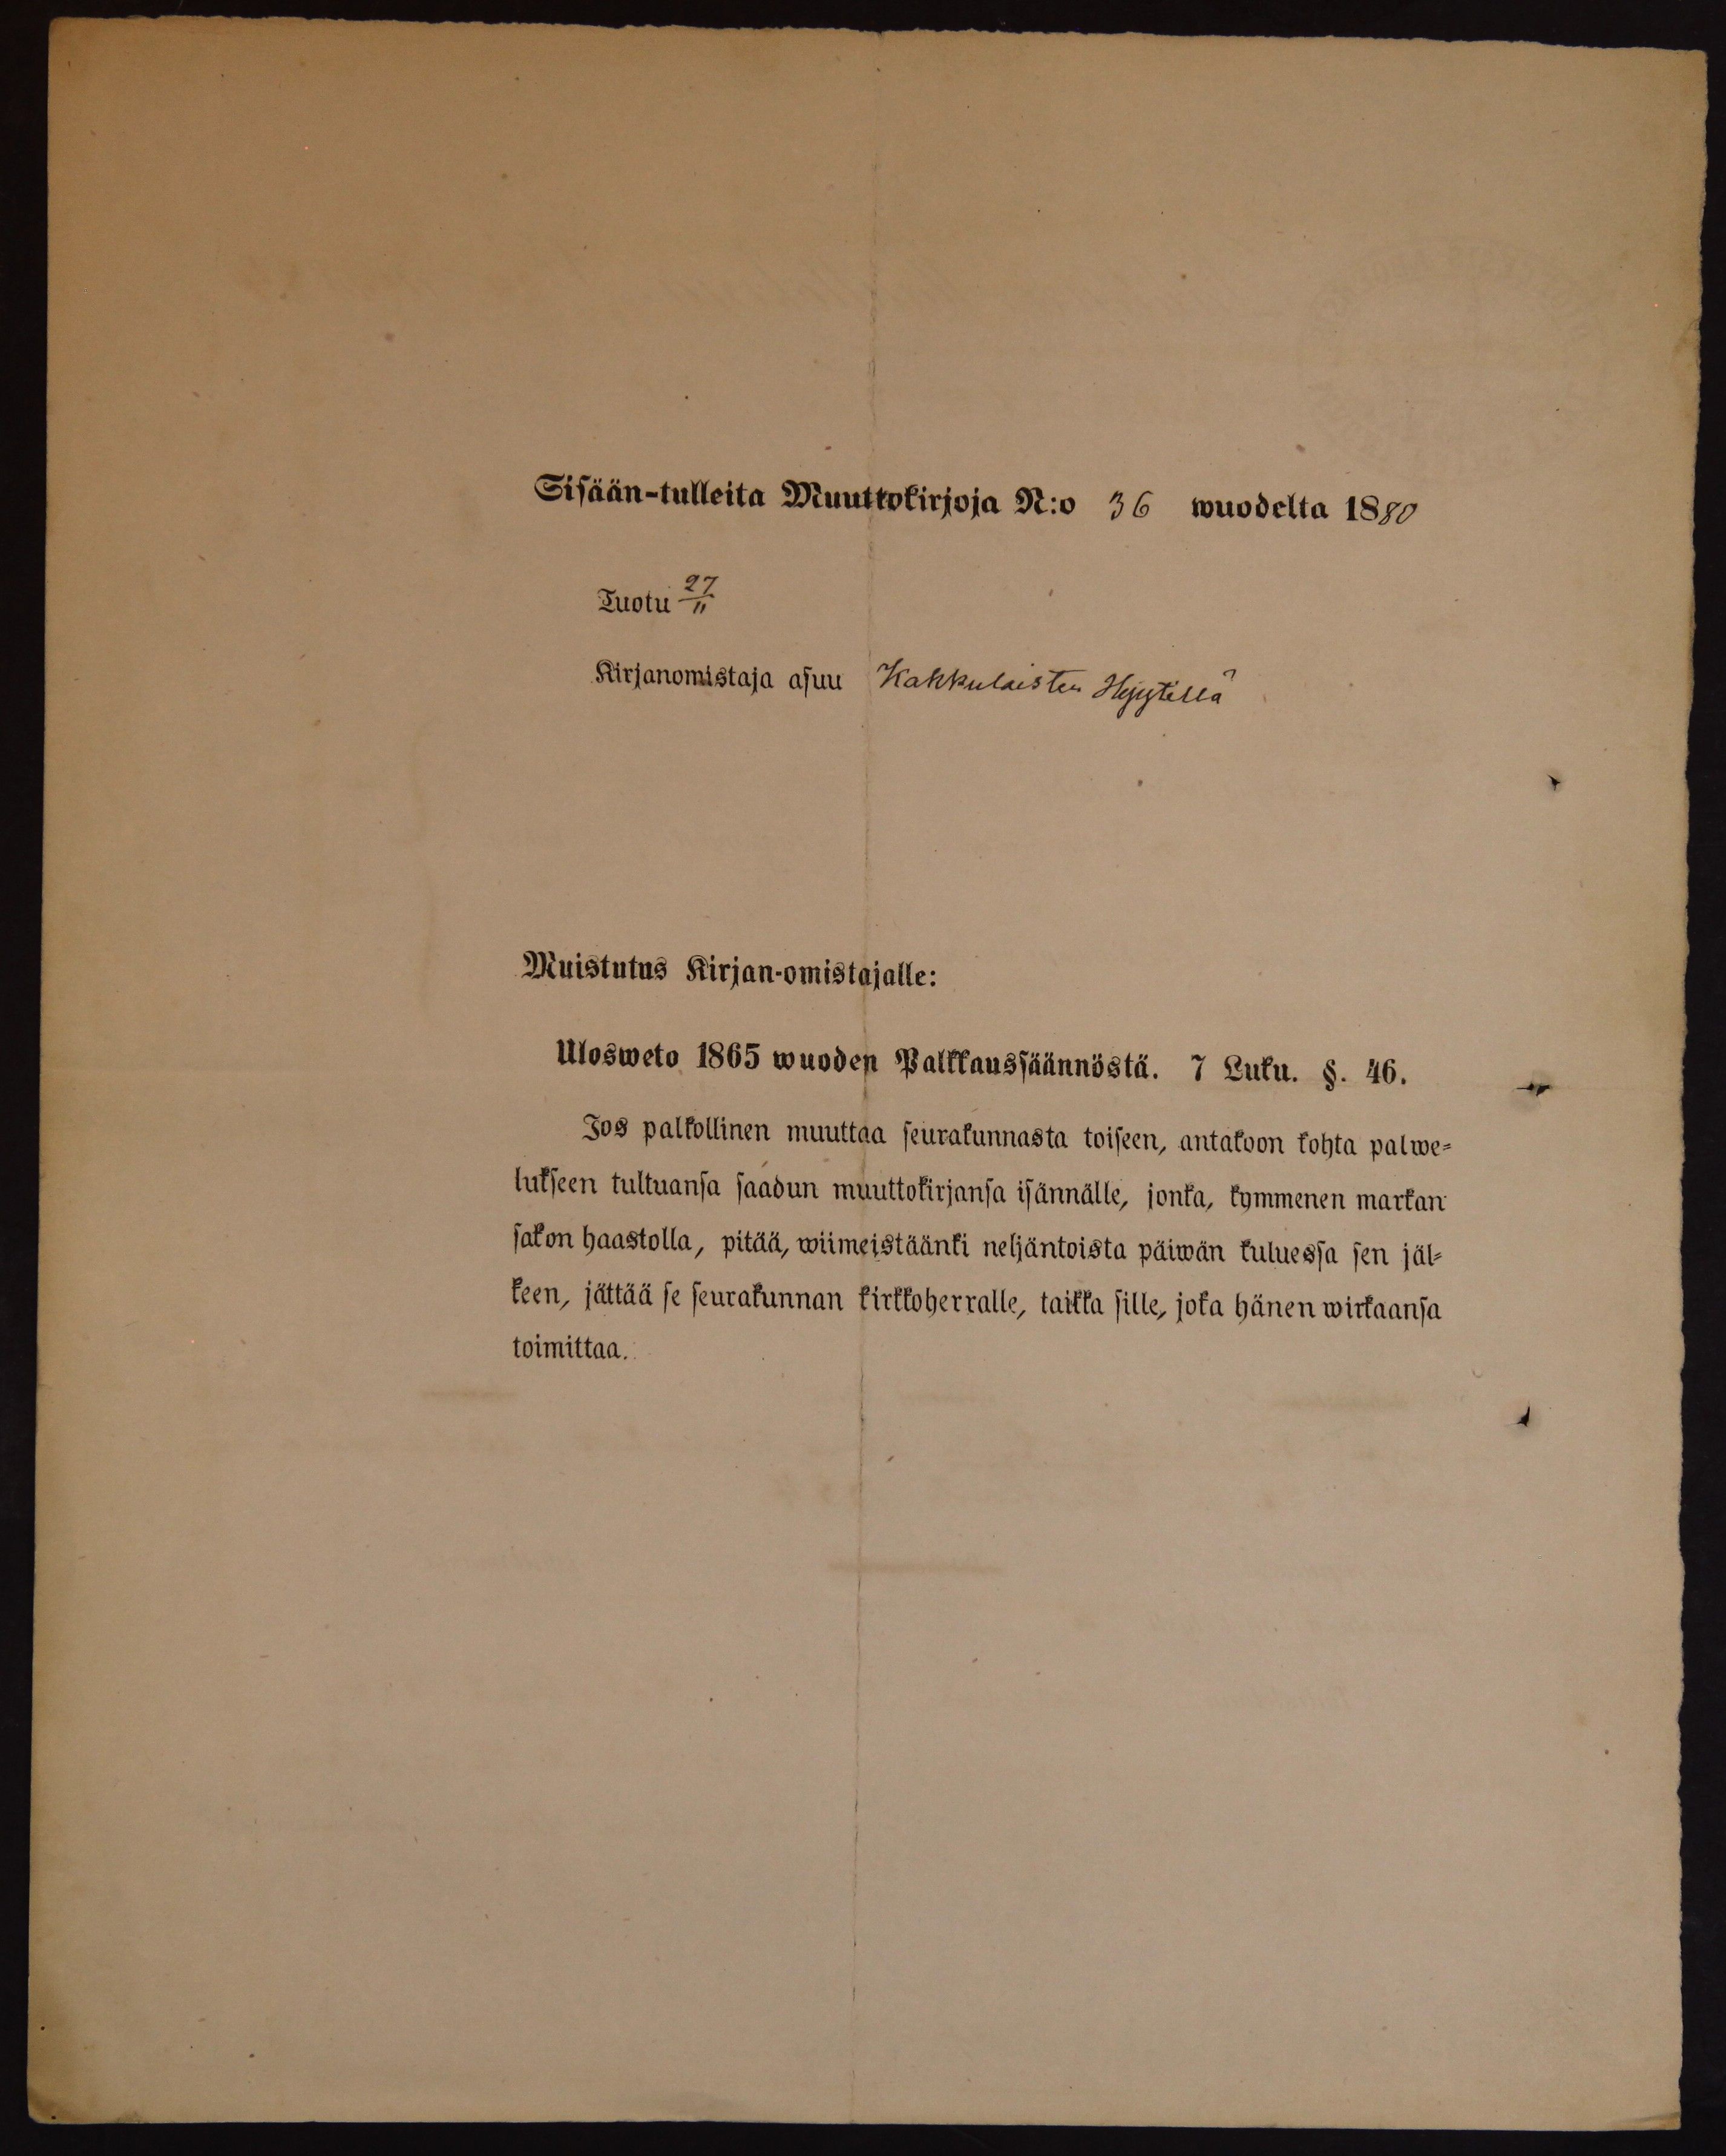 Sisään-tulleita Muuttokirjoja N:o 36 wuodelta 1880
Tuotu 27/11
Kirjanomistaja asuu Kakkulaisten Hyytillä
Muistutus Kirjan-omistajalle:
Ulosweto 1865 wuoden Palkkaussäännöstä. 7 Luku. §. 46.
Jos palkollinen muuttaa seurakunnasta toiseen, antakoon kohta palwe-
lukseen tultuansa saadun muuttokirjansa isännälle, jonka, kymmenen markan
sakon haastolla, pitää, wiimeistäänki neljäntoista päiwän kuluessa sen jäl-
keen, jättää se seurakunnan kirkkoherralle, taikka sille, joka hänen wirkaansa
toimittaa.